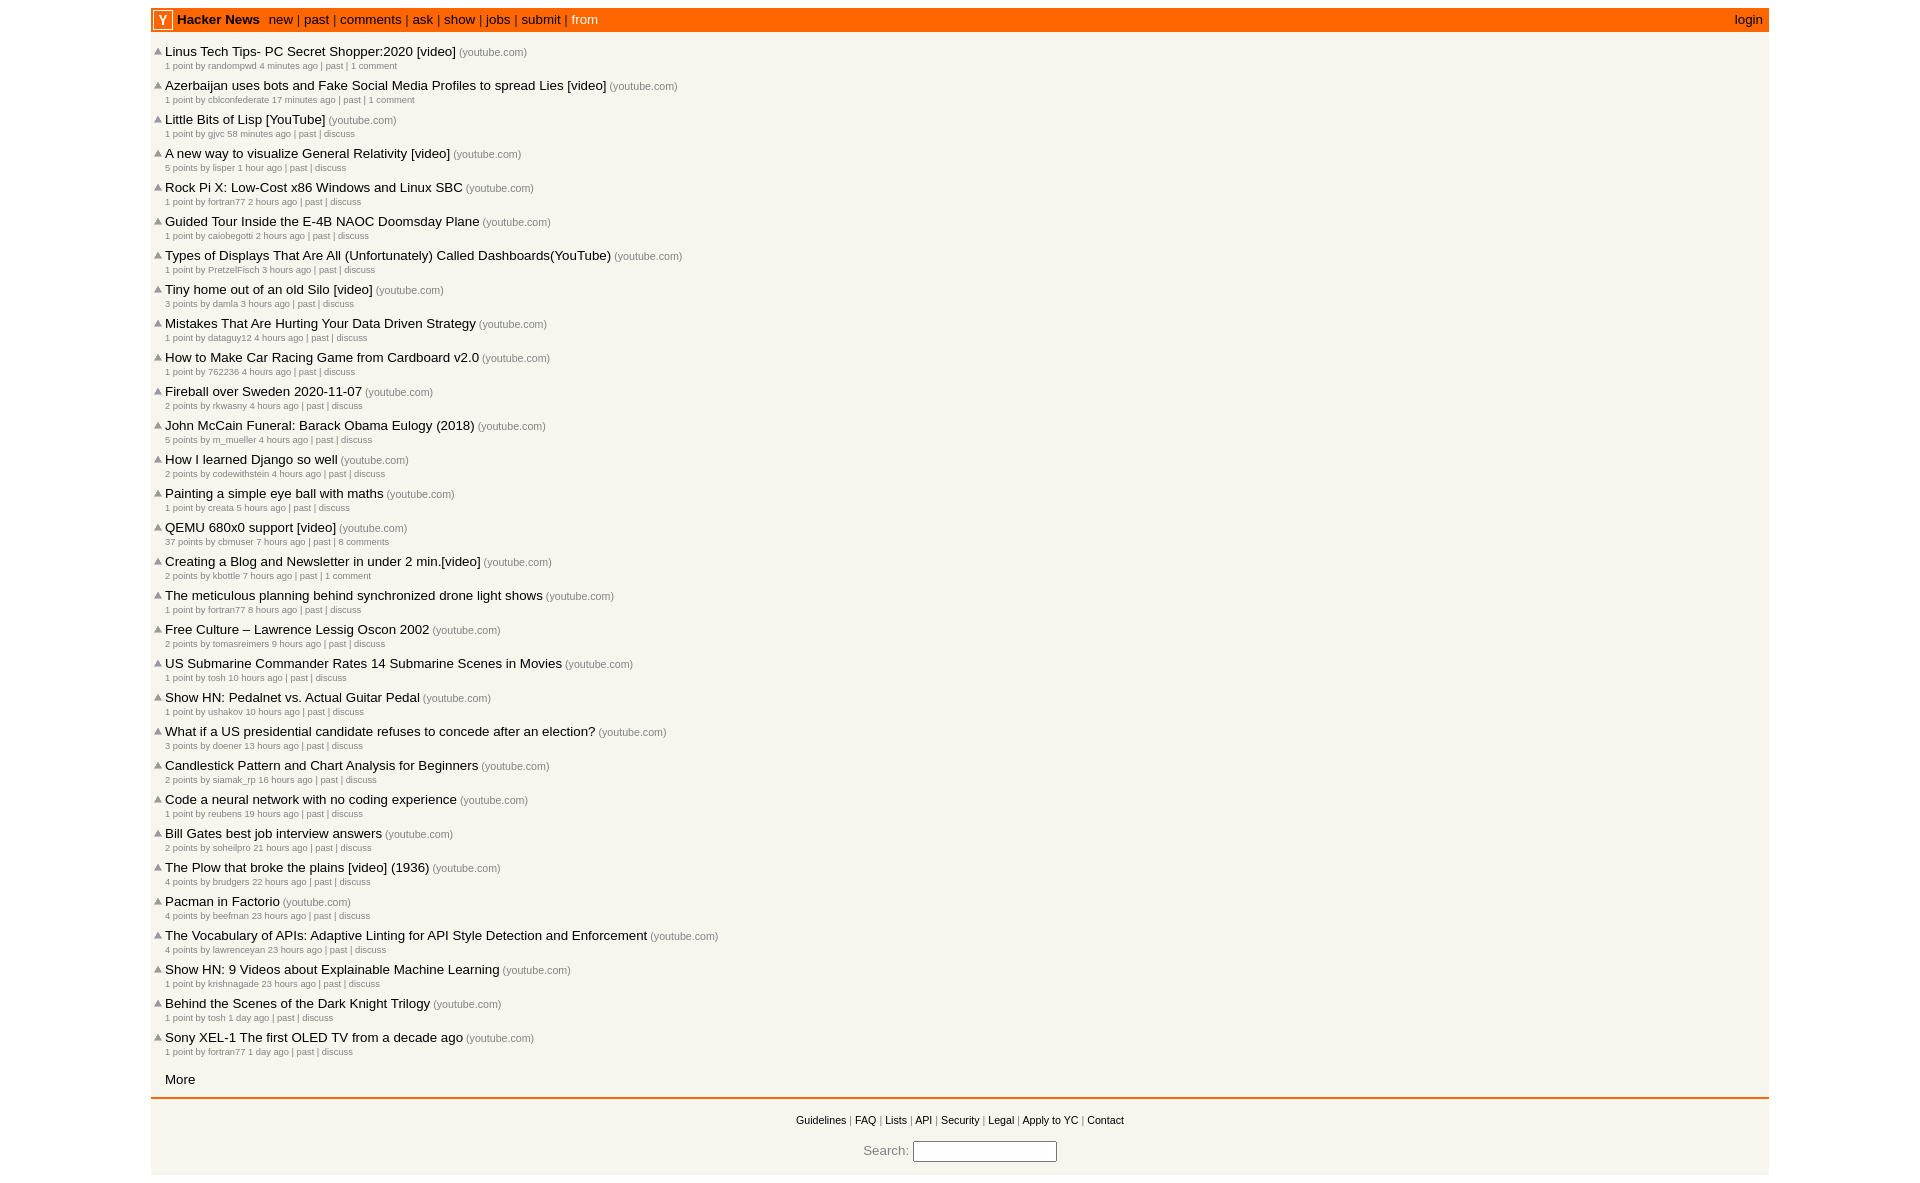 Y Hacker News new | past | comments | ask | show | jobs | submit | from login
Linus Tech Tips- PC Secret Shopper:2020 [video] (youtube.com)
1 point by randompwd 4 minutes ago | past | 1 comment
Azerbaijan uses bots and Fake Social Media Profiles to spread Lies [video] (youtube.com)
1 point by cblconfederate 17 minutes ago | past | 1 comment
Little Bits of Lisp [YouTube] (youtube.com)
1 point by gjvc 58 minutes ago | past | discuss
A new way to visualize General Relativity [video] (youtube.com)
5 points by lisper 1 hour ago | past | discuss
Rock Pi X: Low-Cost x86 Windows and Linux SBC (youtube.com)
1 point by fortran77 2 hours ago | past | discuss
Guided Tour Inside the E-4B NAOC Doomsday Plane (youtube.com)
1 point by caiobegotti 2 hours ago | past | discuss
Types of Displays That Are All (Unfortunately) Called Dashboards(YouTube) (youtube.com)
1 point by PretzelFisch 3 hours ago | past | discuss
Tiny home out of an old Silo [video] (youtube.com)
3 points by damla 3 hours ago | past | discuss
Mistakes That Are Hurting Your Data Driven Strategy (youtube.com)
1 point by dataguy12 4 hours ago | past | discuss
How to Make Car Racing Game from Cardboard v2.0 (youtube.com)
1 point by 762236 4 hours ago | past | discuss
Fireball over Sweden 2020-11-07 (youtube.com)
2 points by rkwasny 4 hours ago | past | discuss
John McCain Funeral: Barack Obama Eulogy (2018) (youtube.com)
5 points by m_mueller 4 hours ago | past | discuss
How I learned Django so well (youtube.com)
2 points by codewithstein 4 hours ago | past | discuss
Painting a simple eye ball with maths (youtube.com)
1 point by creata 5 hours ago | past | discuss
QEMU 680x0 support [video] (youtube.com)
37 points by cbmuser 7 hours ago | past | 8 comments
Creating a Blog and Newsletter in under 2 min.[video] (youtube.com)
2 points by kbottle 7 hours ago | past | 1 comment
The meticulous planning behind synchronized drone light shows (youtube.com)
1 point by fortran77 8 hours ago | past | discuss
Free Culture – Lawrence Lessig Oscon 2002 (youtube.com)
2 points by tomasreimers 9 hours ago | past | discuss
US Submarine Commander Rates 14 Submarine Scenes in Movies (youtube.com)
1 point by tosh 10 hours ago | past | discuss
Show HN: Pedalnet vs. Actual Guitar Pedal (youtube.com)
1 point by ushakov 10 hours ago | past | discuss
What if a US presidential candidate refuses to concede after an election? (youtube.com)
3 points by doener 13 hours ago | past | discuss
Candlestick Pattern and Chart Analysis for Beginners (youtube.com)
2 points by siamak_rp 16 hours ago | past | discuss
Code a neural network with no coding experience (youtube.com)
1 point by reubens 19 hours ago | past | discuss
Bill Gates best job interview answers (youtube.com)
2 points by soheilpro 21 hours ago | past | discuss
The Plow that broke the plains [video] (1936) (youtube.com)
4 points by brudgers 22 hours ago | past | discuss
Pacman in Factorio (youtube.com)
4 points by beefman 23 hours ago | past | discuss
The Vocabulary of APIs: Adaptive Linting for API Style Detection and Enforcement (youtube.com)
4 points by lawrenceyan 23 hours ago | past | discuss
Show HN: 9 Videos about Explainable Machine Learning (youtube.com)
1 point by krishnagade 23 hours ago | past | discuss
Behind the Scenes of the Dark Knight Trilogy (youtube.com)
1 point by tosh 1 day ago | past | discuss
Sony XEL-1 The first OLED TV from a decade ago (youtube.com)
1 point by fortran77 1 day ago | past | discuss
More
Guidelines | FAQ | Lists | API | Security | Legal | Apply to YC | Contact
Search: